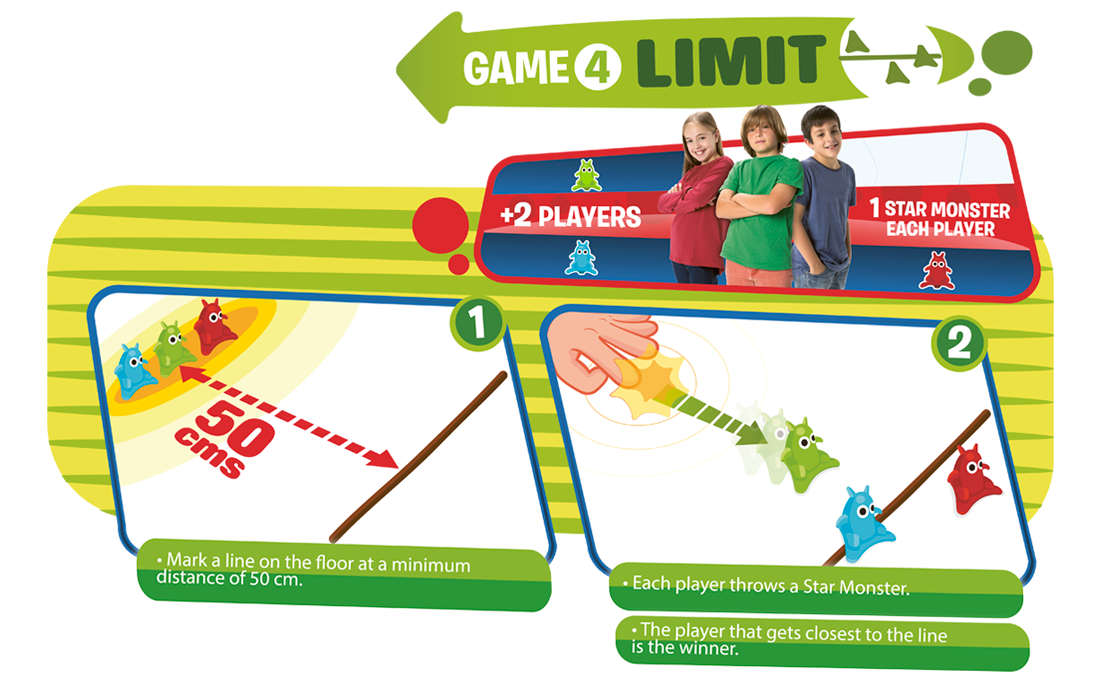 GAME 4 LIMIT
+2 PLAYERS
1 STAR MONSTER
EACH PLAYER
1
50
cms
• Mark a line on the floor at a minimum
distance of 50 cm.
2
• Each player throws a Star Monster.
• The player that gets closest to the line
is the winner.